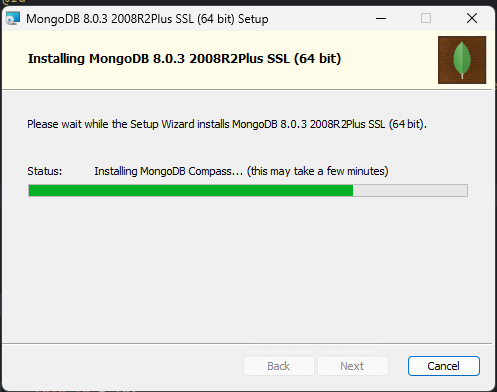 MongoDB 8.0.3 2008R2Plus SSL (64 bit) Setup
Installing MongoDB 8.0.3 2008R2Plus SSL (64 bit)
Please wait while the Setup Wizard installs MongoDB 8.0.3 2008R2Plus SSL (64 bit).
Status: Installing MongoDB Compass... (this may take a few minutes)
Back Next Cancel